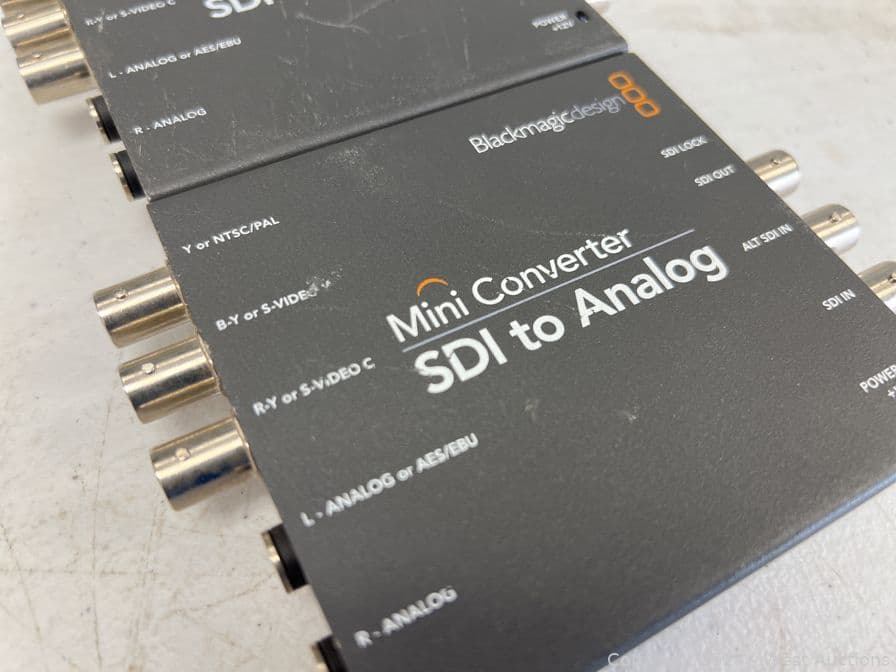 R-Y or S-VIDEO C
SDI
L - ANALOG or AES/EBU
R - ANALOG
POWER
+12V
Blackmagicdesign
SDI LOCK
SDI OUT
ALT SDI IN
SDI IN
POWER
Y or NTSC/PAL
B-Y or S-VIDEO Y
R-Y or S-VIDEO C
L - ANALOG or AES/EBU
R - ANALOG
Mini Converter
SDI to Analog
Auctions